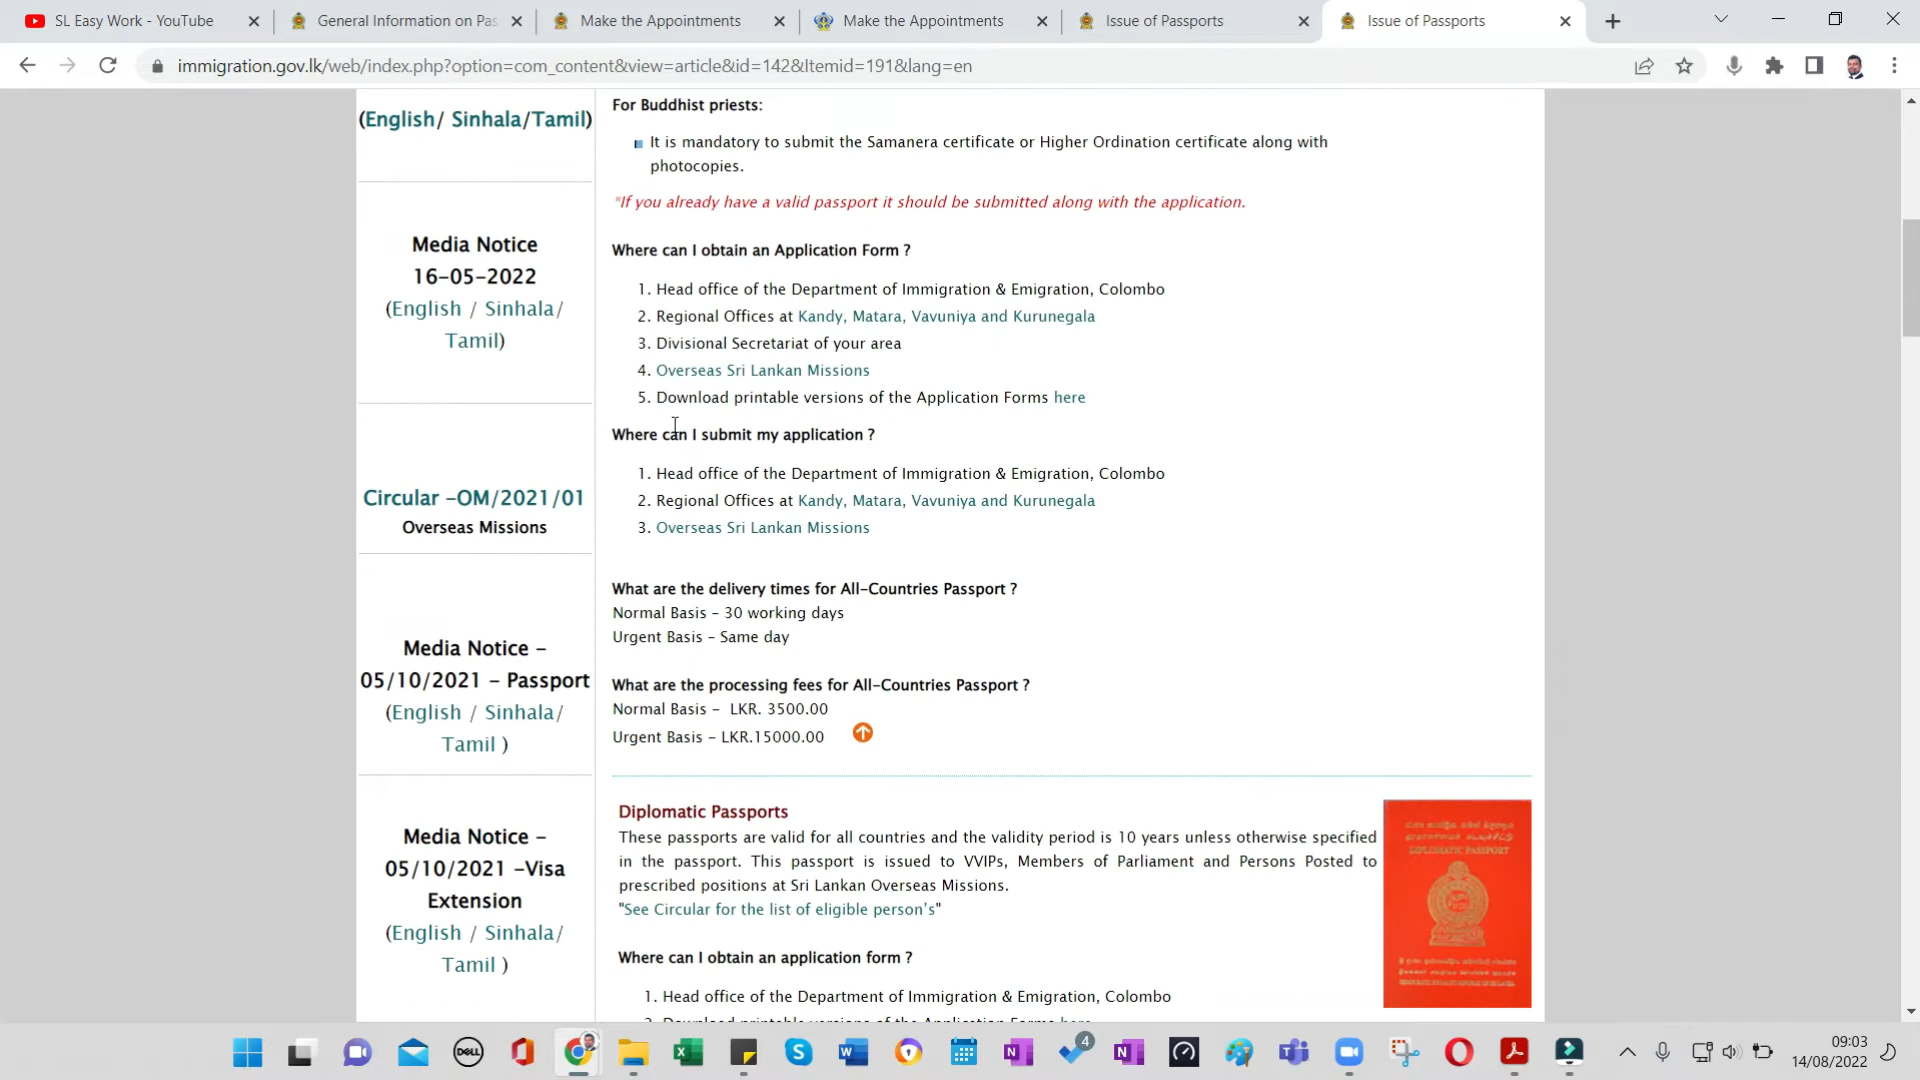 SL Easy Work - YouTube
General Information on Pas
Make the Appointments
Make the Appointments
Issue of Passports
Issue of Passports
immigration.gov.lk/web/index.php?option=com_content&view=article&id=142&Itemid=191&lang=en
(English/ Sinhala/Tamil)
Media Notice
16-05-2022
(English / Sinhala/
Tamil)
Circular -OM/2021/01
Overseas Missions
Media Notice -
05/10/2021 - Passport
(English / Sinhala/
Tamil )
Media Notice -
05/10/2021 -Visa
Extension
(English / Sinhala/
Tamil )
For Buddhist priests:
It is mandatory to submit the Samanera certificate or Higher Ordination certificate along with
photocopies.
*If you already have a valid passport it should be submitted along with the application.
Where can I obtain an Application Form ?
1. Head office of the Department of Immigration & Emigration, Colombo
2. Regional Offices at Kandy, Matara, Vavuniya and Kurunegala
3. Divisional Secretariat of your area
4. Overseas Sri Lankan Missions
5. Download printable versions of the Application Forms here
Where can I submit my application ?
1. Head office of the Department of Immigration & Emigration, Colombo
2. Regional Offices at Kandy, Matara, Vavuniya and Kurunegala
3. Overseas Sri Lankan Missions
What are the delivery times for All-Countries Passport ?
Normal Basis - 30 working days
Urgent Basis - Same day
What are the processing fees for All-Countries Passport ?
Normal Basis - LKR. 3500.00
Urgent Basis - LKR.15000.00
Diplomatic Passports
These passports are valid for all countries and the validity period is 10 years unless otherwise specified
in the passport. This passport is issued to VVIPs, Members of Parliament and Persons Posted to
prescribed positions at Sri Lankan Overseas Missions.
"See Circular for the list of eligible person's"
Where can I obtain an application form ?
1. Head office of the Department of Immigration & Emigration, Colombo
2. Download printable versions of the Application Forms here
DIPLOMATIC PASSPORT
DELL
4
09:03
14/08/2022